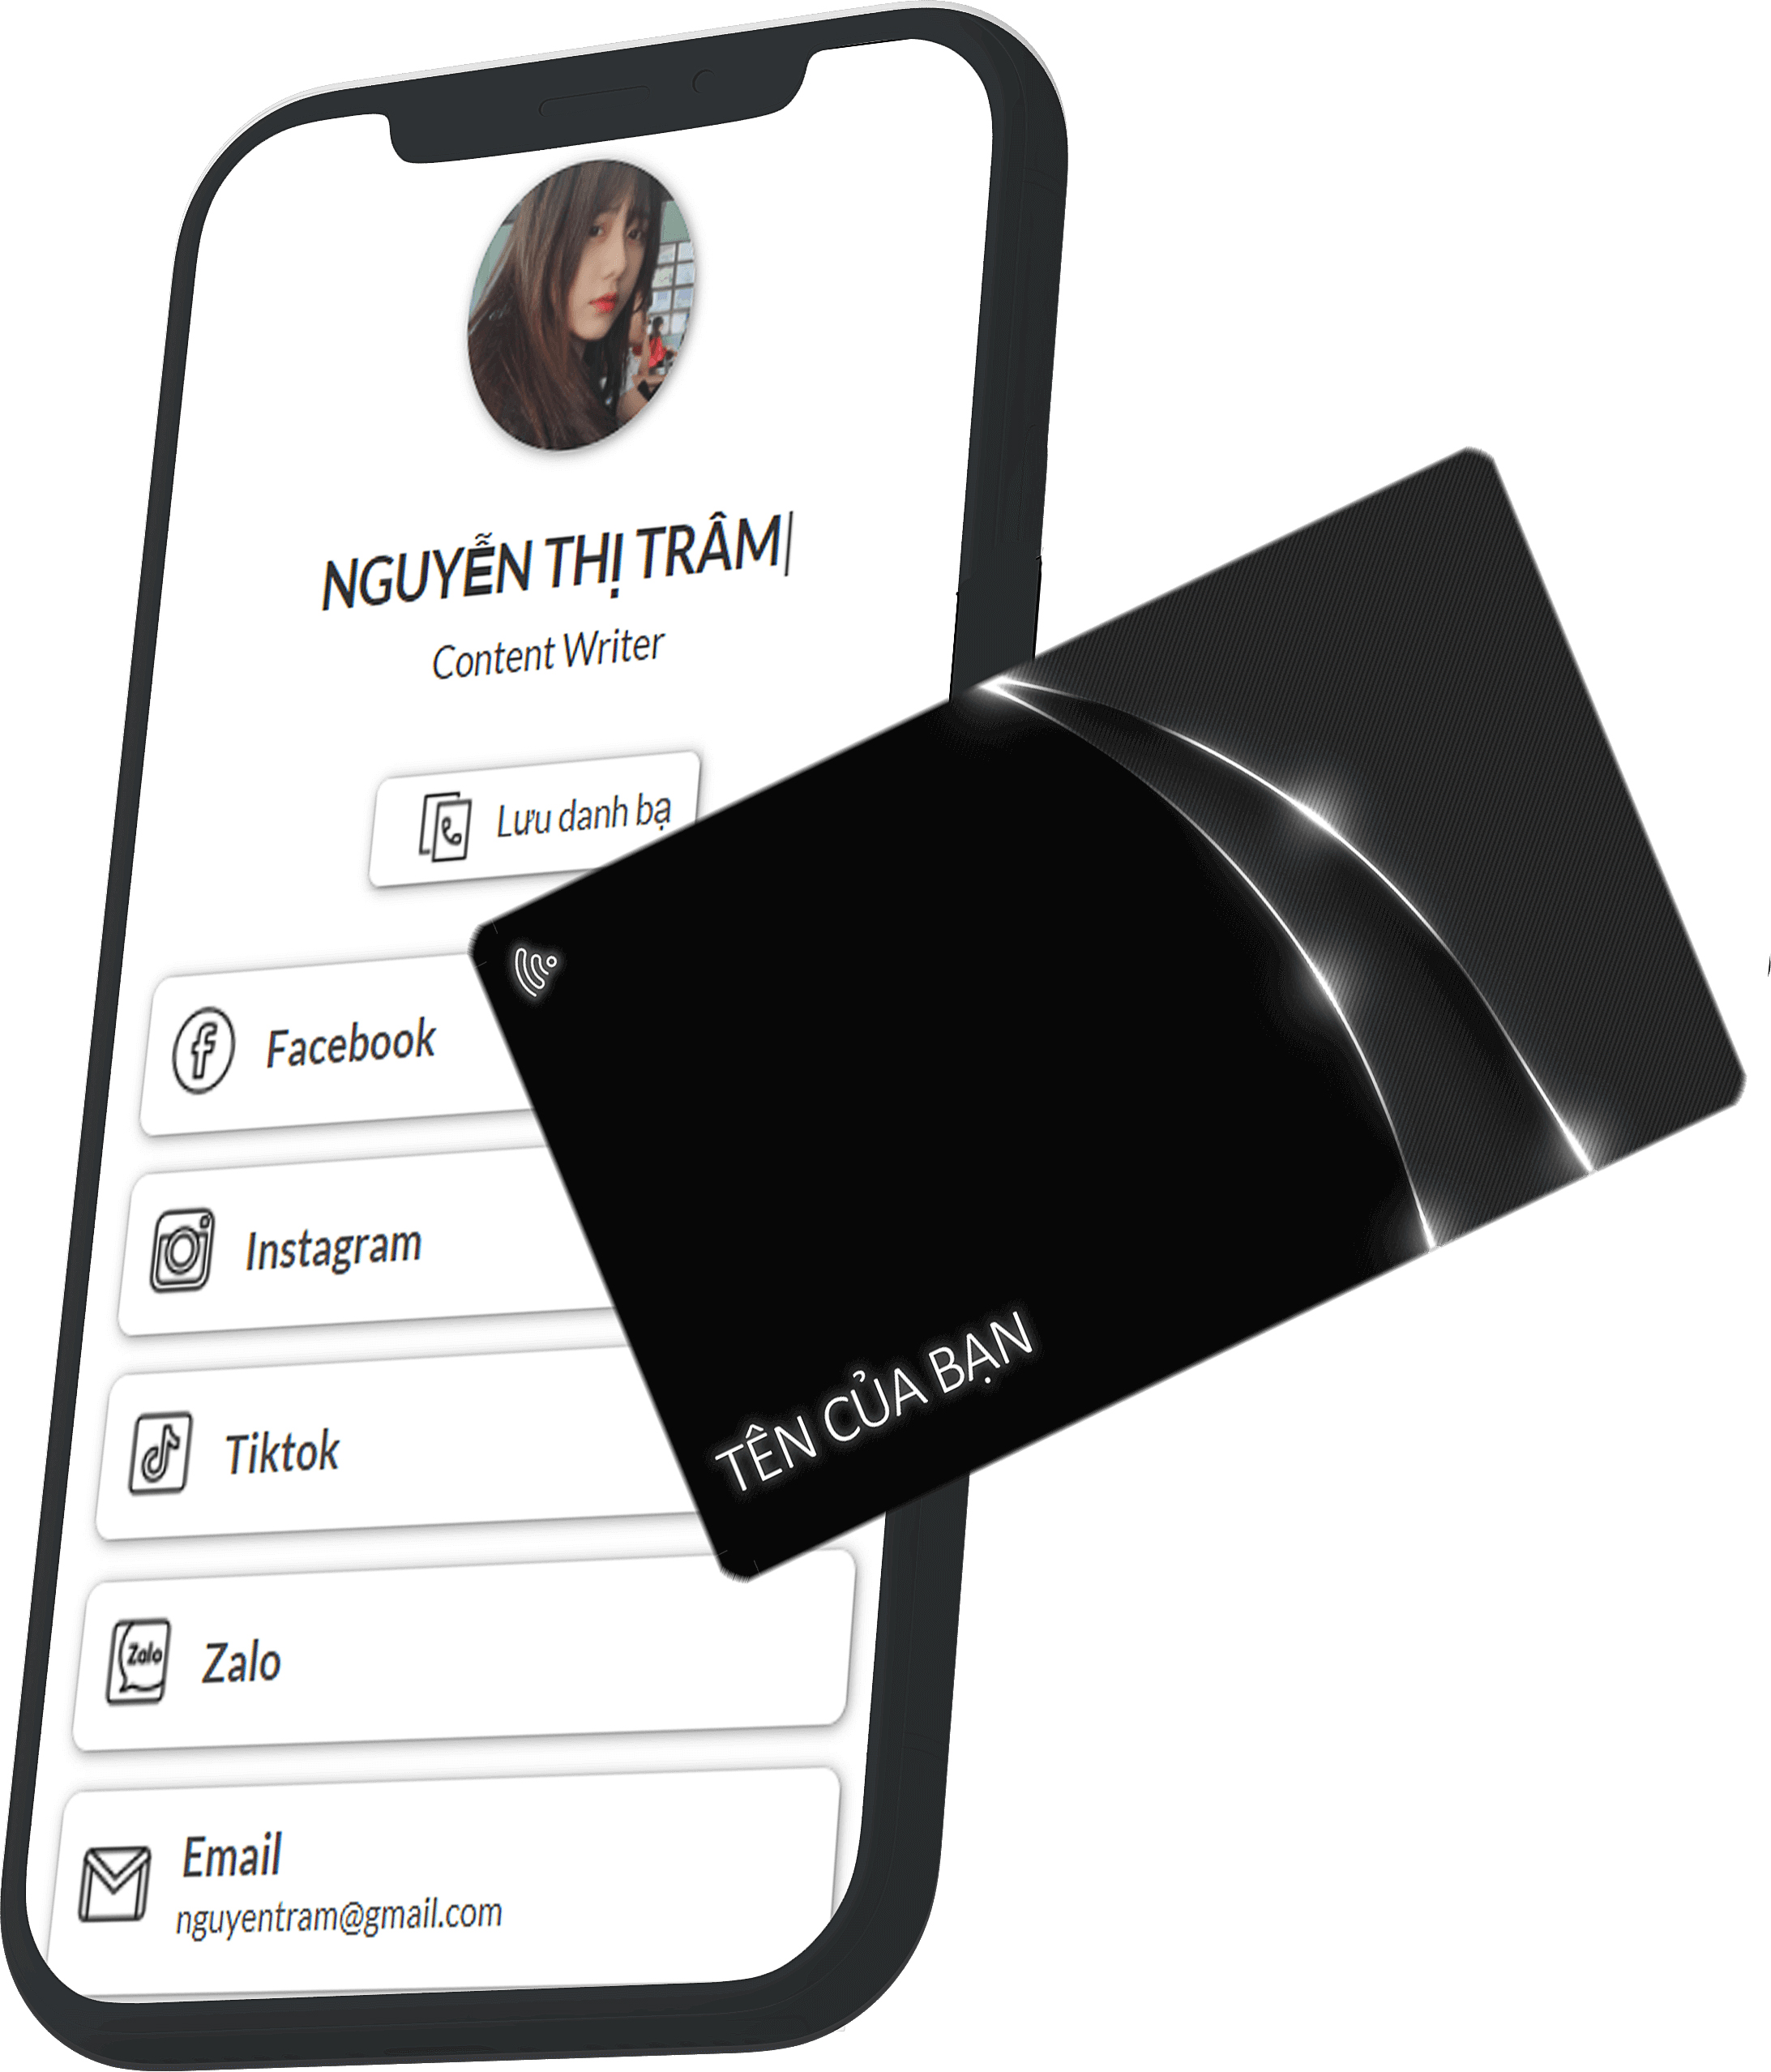 NGUYỄN THỊ TRÂM
Content Writer
Lưu danh bạ
Facebook
Instagram
Tiktok
Zalo
Zalo
Email
nguyentram@gmail.com
TÊN CỦA BẠN